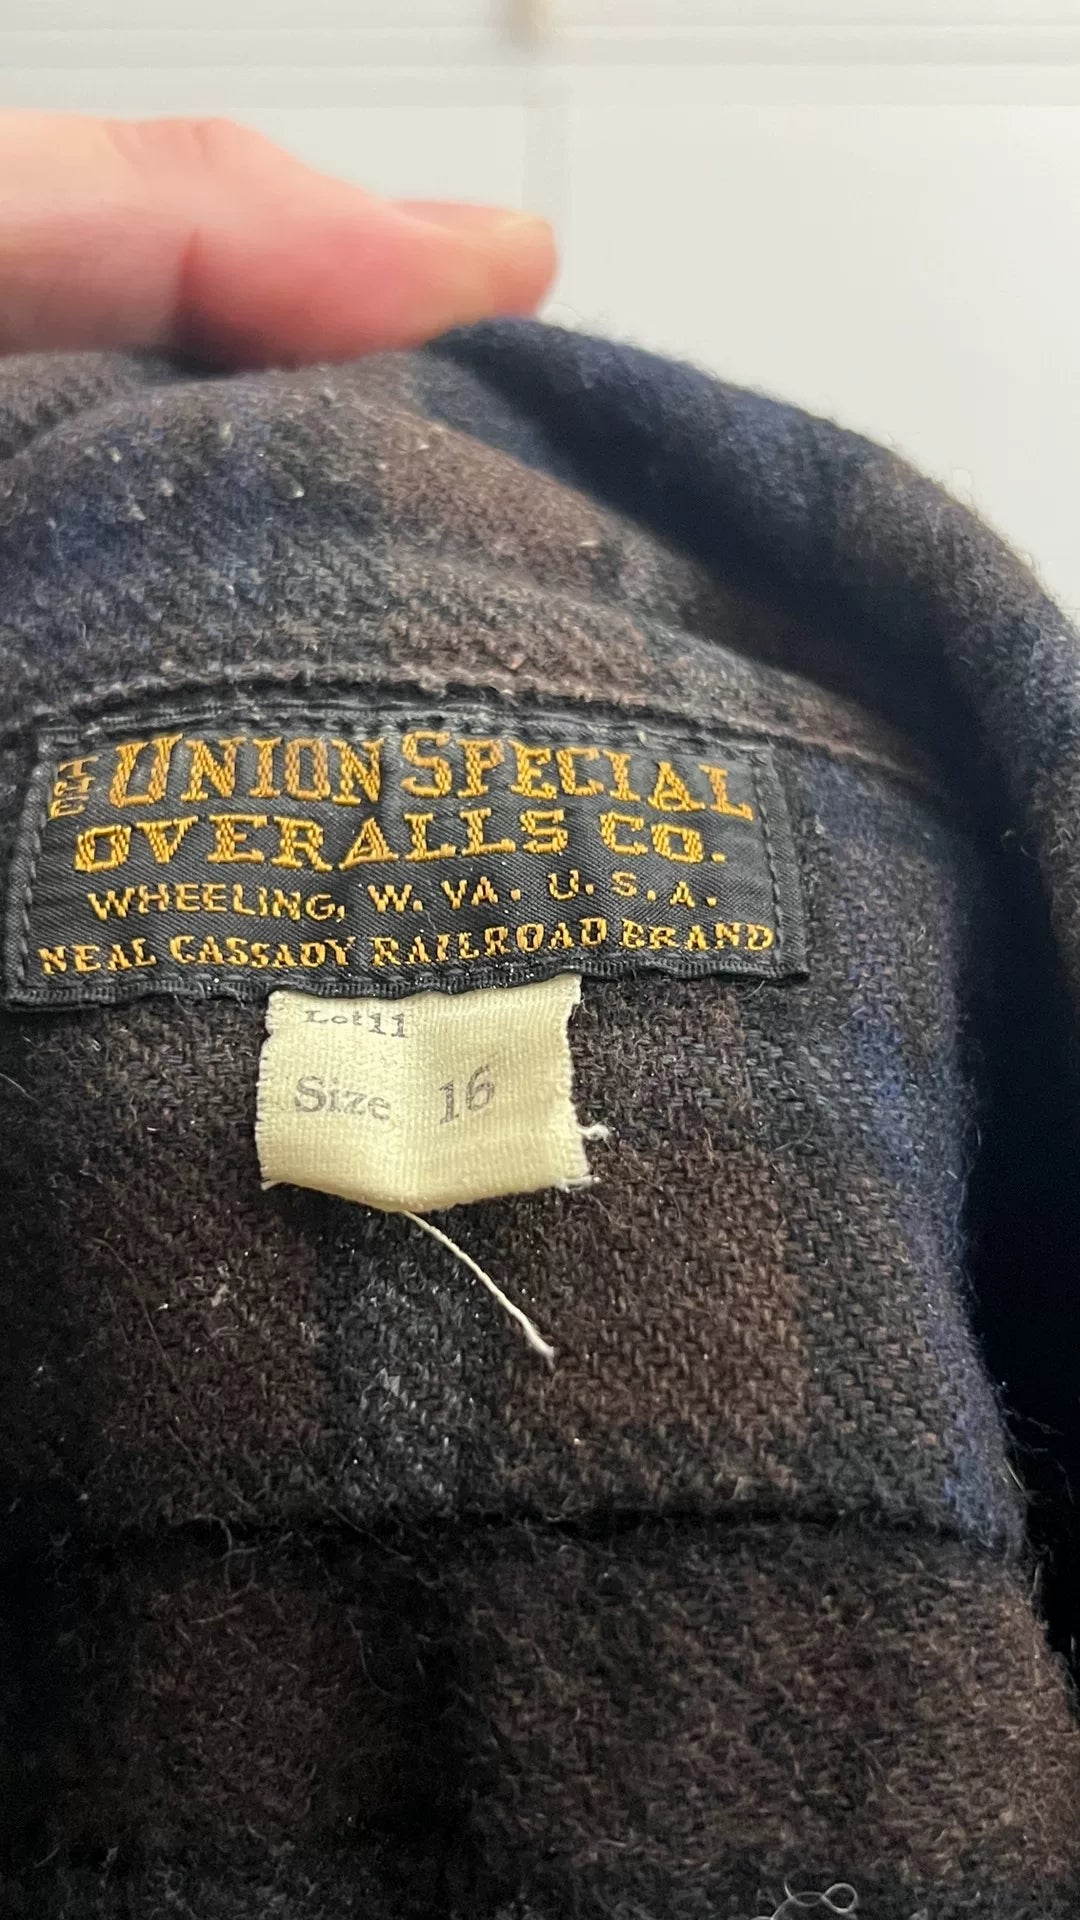 THE UNION SPECIAL
OVERALLS CO.
WHEELING, W. VA. U. S. A.
NEAL CASSADY RAILROAD BRAND
Lot 11
Size 16